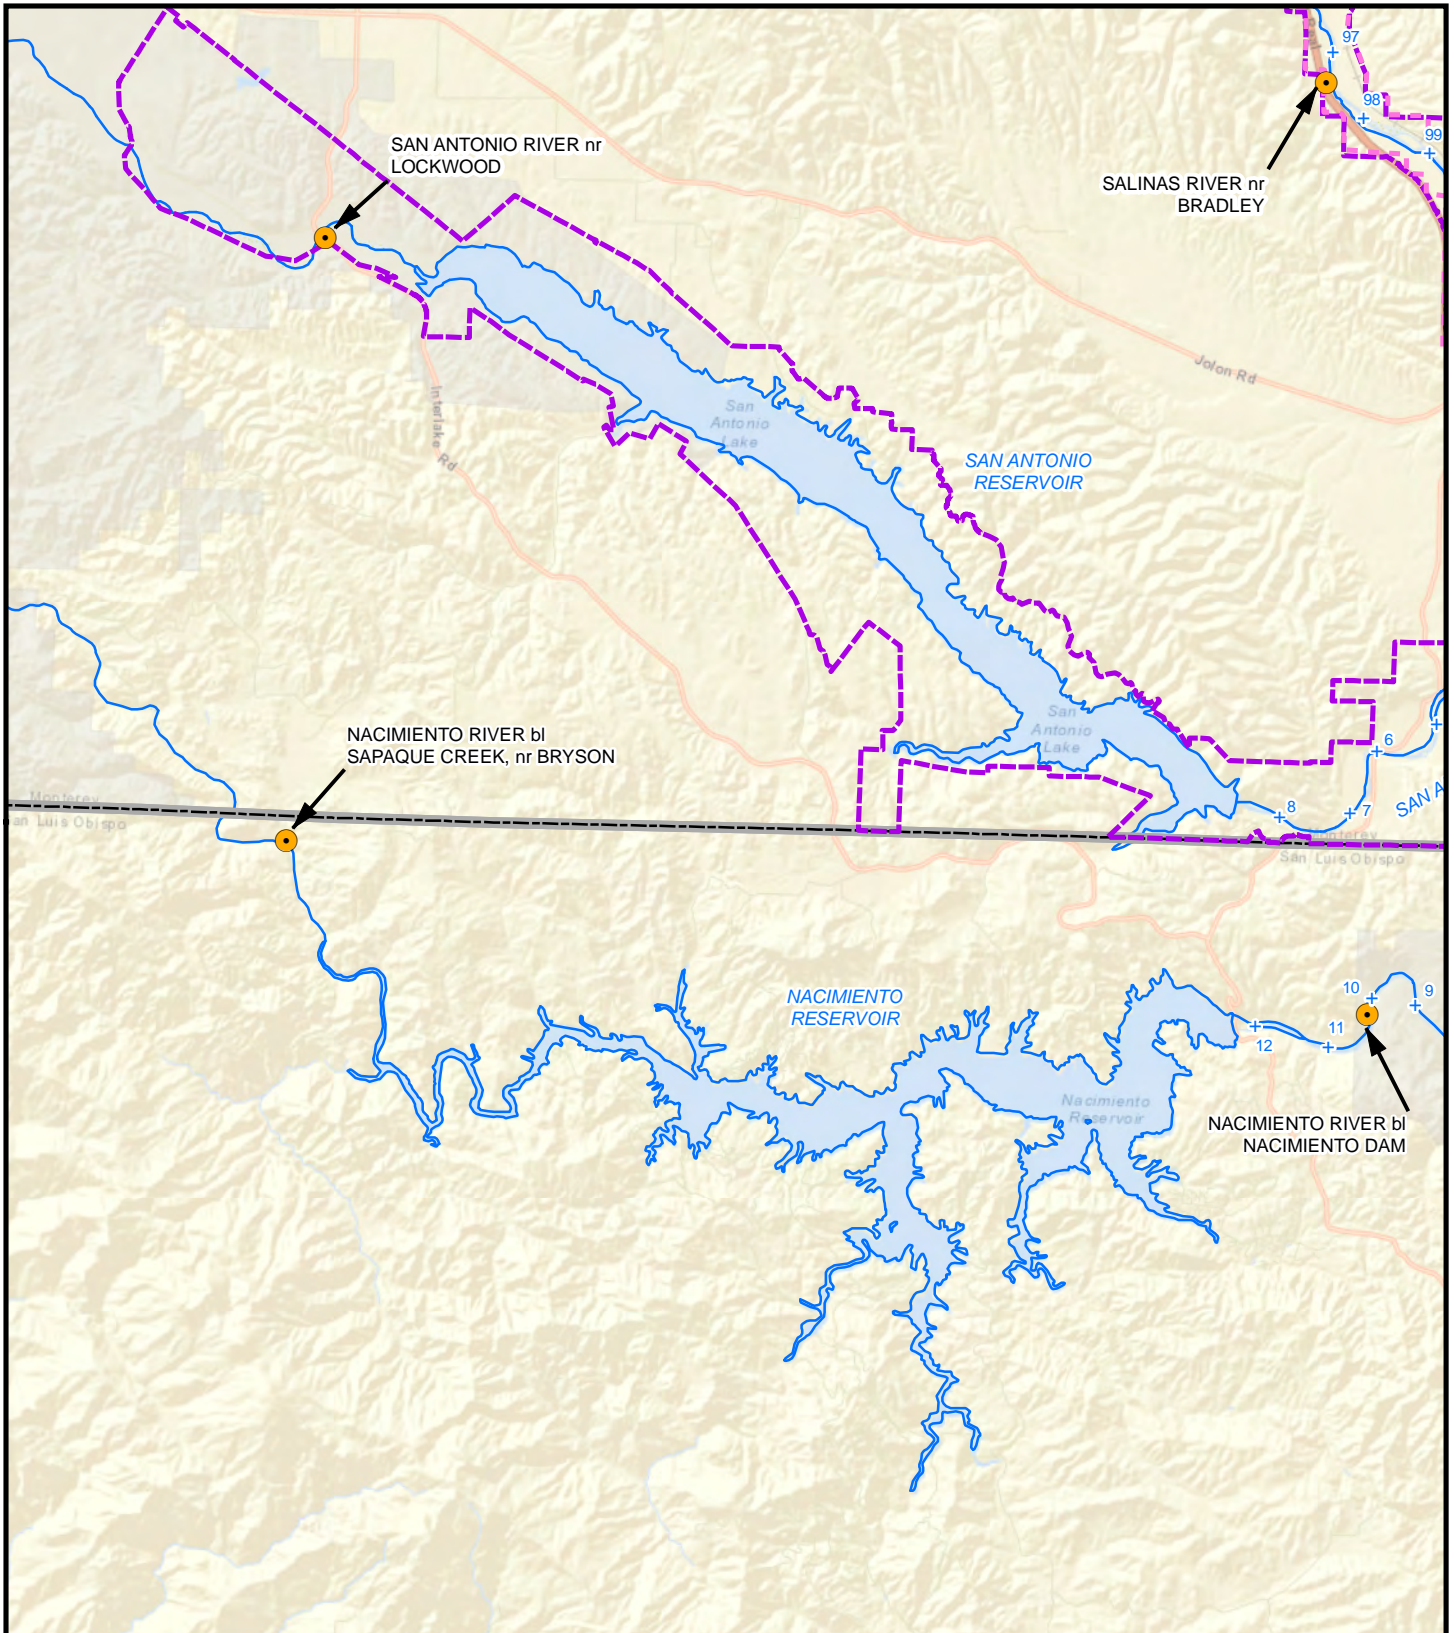 97
98
99
SAN ANTONIO RIVER nr
LOCKWOOD
SALINAS RIVER nr
BRADLEY
Jolon Rd
Interlake Rd
San
Antonio
Lake
SAN ANTONIO
RESERVOIR
San
Antonio
Lake
NACIMIENTO RIVER bl
SAPAQUE CREEK, nr BRYSON
6
7
8
SAN A
Monterey
an Luis Obispo
Monterey
San Luis Obispo
NACIMIENTO
RESERVOIR
10
9
11
12
Nacimiento
Reservoir
NACIMIENTO RIVER bl
NACIMIENTO DAM